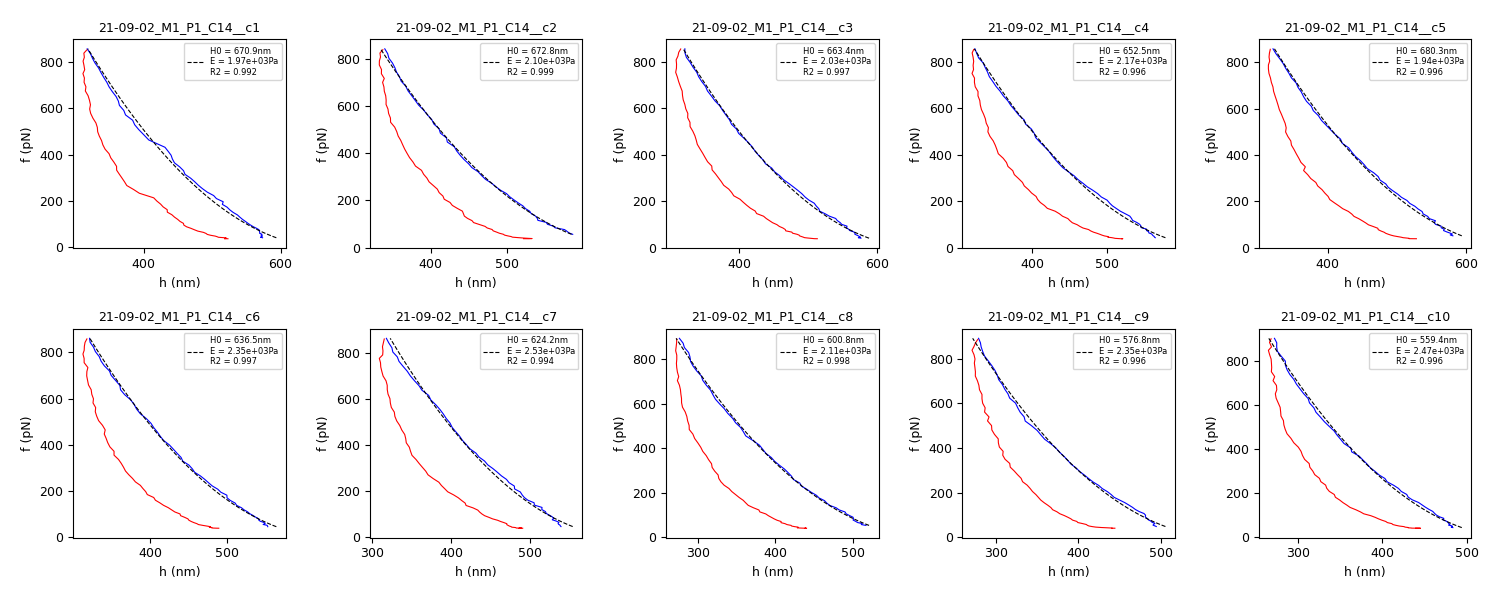 21-09-02_M1_P1_C14__c1
H0 = 670.9nm
E = 1.97e+03Pa
R2 = 0.992
f (pN)
800
600
400
200
0
400 600
h (nm)
21-09-02_M1_P1_C14__c2
H0 = 672.8nm
E = 2.10e+03Pa
R2 = 0.999
f (pN)
800
600
400
200
0
400 500
h (nm)
21-09-02_M1_P1_C14__c3
H0 = 663.4nm
E = 2.03e+03Pa
R2 = 0.997
f (pN)
800
600
400
200
0
400 600
h (nm)
21-09-02_M1_P1_C14__c4
H0 = 652.5nm
E = 2.17e+03Pa
R2 = 0.996
f (pN)
800
600
400
200
0
400 500
h (nm)
21-09-02_M1_P1_C14__c5
H0 = 680.3nm
E = 1.94e+03Pa
R2 = 0.996
f (pN)
800
600
400
200
0
400 600
h (nm)
21-09-02_M1_P1_C14__c6
H0 = 636.5nm
E = 2.35e+03Pa
R2 = 0.997
f (pN)
800
600
400
200
0
400 500
h (nm)
21-09-02_M1_P1_C14__c7
H0 = 624.2nm
E = 2.53e+03Pa
R2 = 0.994
f (pN)
800
600
400
200
0
300 400 500
h (nm)
21-09-02_M1_P1_C14__c8
H0 = 600.8nm
E = 2.11e+03Pa
R2 = 0.998
f (pN)
800
600
400
200
0
300 400 500
h (nm)
21-09-02_M1_P1_C14__c9
H0 = 576.8nm
E = 2.35e+03Pa
R2 = 0.996
f (pN)
800
600
400
200
0
300 400 500
h (nm)
21-09-02_M1_P1_C14__c10
H0 = 559.4nm
E = 2.47e+03Pa
R2 = 0.996
f (pN)
800
600
400
200
0
300 400 500
h (nm)